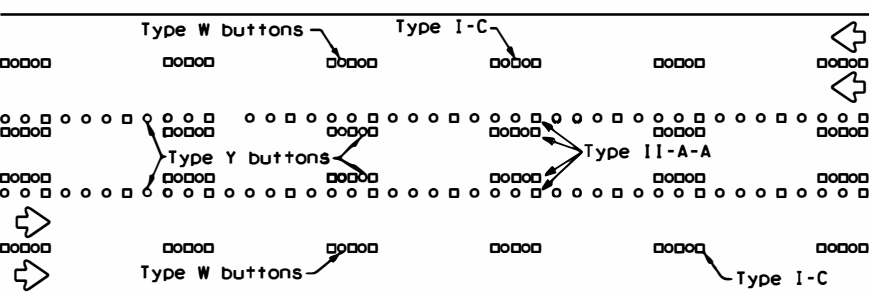 Type W buttons
Type I-C
Type Y buttons
Type II-A-A
Type W buttons
Type I-C